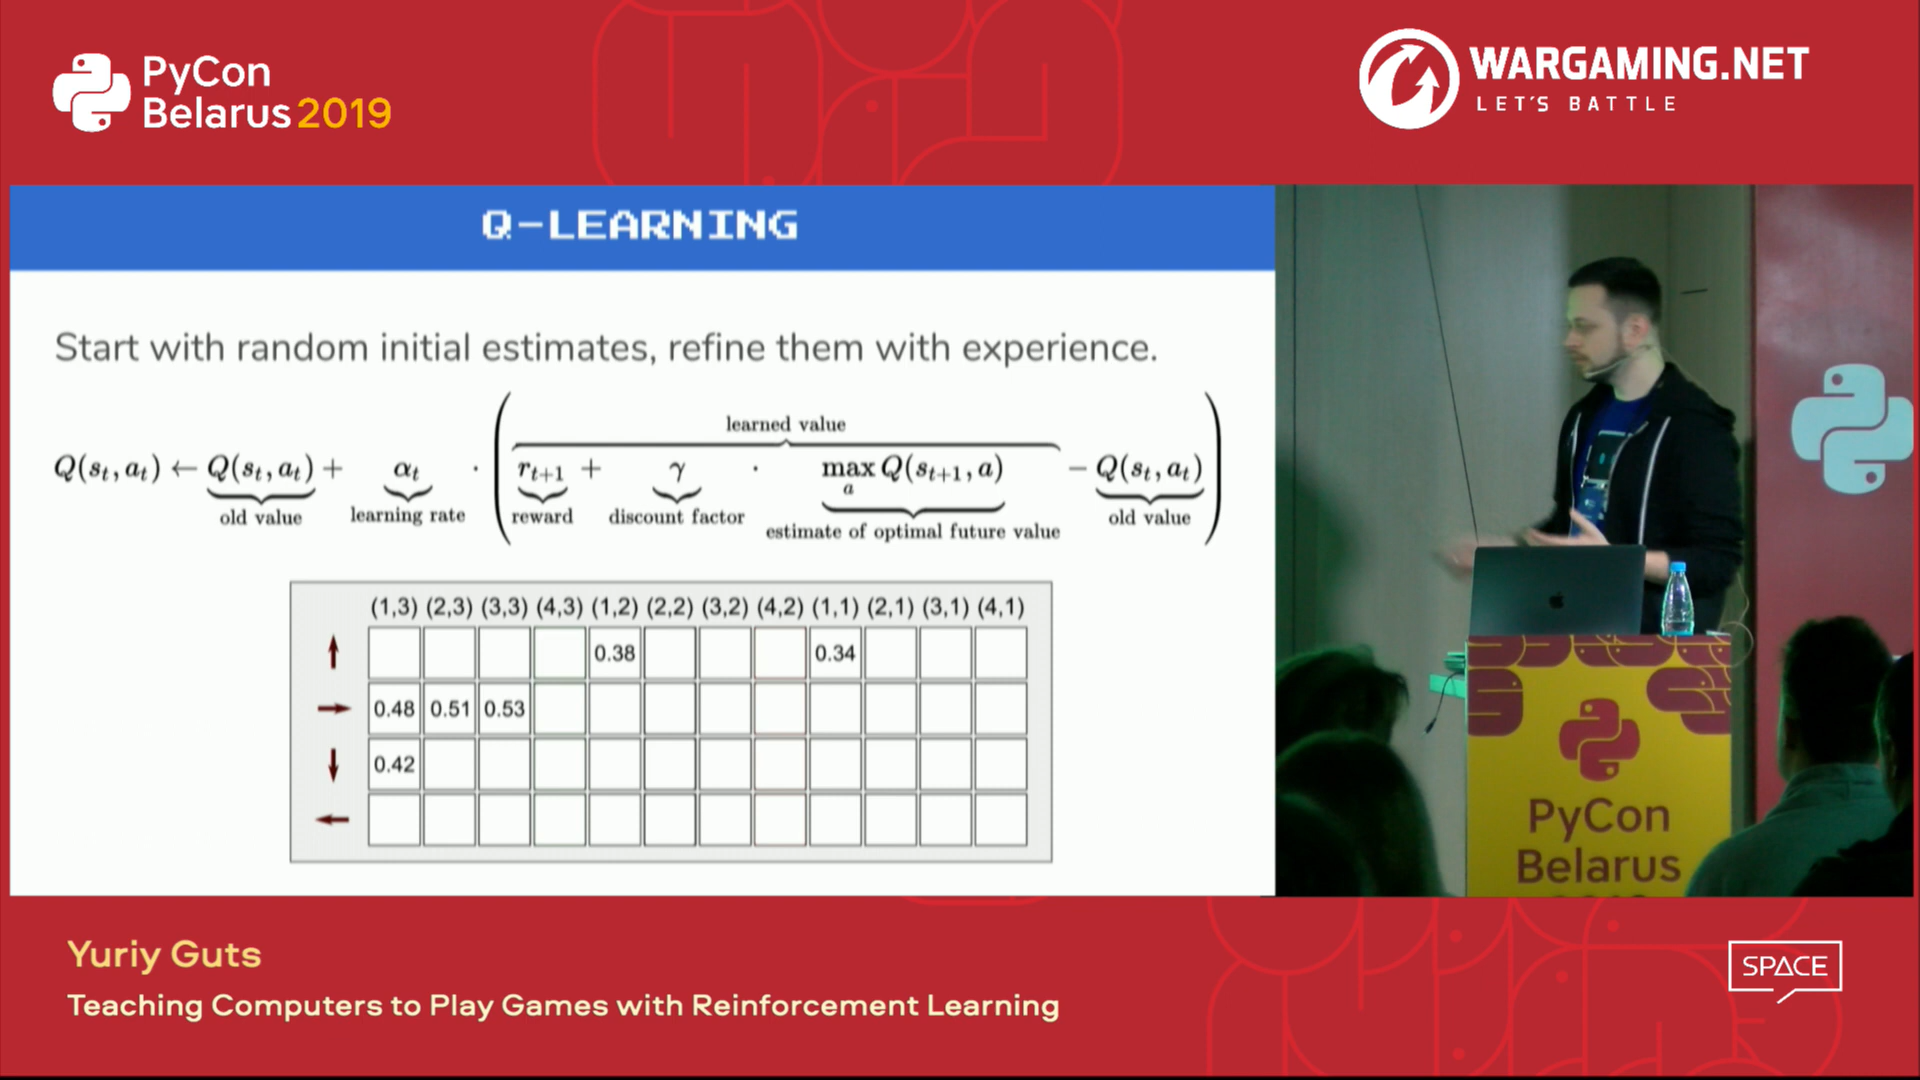 PyCon
Belarus 2019
WARGAMING.NET
LET'S BATTLE
Q-LEARNING
Start with random initial estimates, refine them with experience.
learned value
Q(s_t, a_t) ← Q(s_t, a_t) + α_t · ( r_{t+1} + γ · max_a Q(s_{t+1}, a) − Q(s_t, a_t) )
old value learning rate reward discount factor estimate of optimal future value old value
(1,3) (2,3) (3,3) (4,3) (1,2) (2,2) (3,2) (4,2) (1,1) (2,1) (3,1) (4,1)
↑ 0.38 0.34
→ 0.48 0.51 0.53
↓ 0.42
←
PyCon
Belarus
Yuriy Guts
Teaching Computers to Play Games with Reinforcement Learning
SPACE